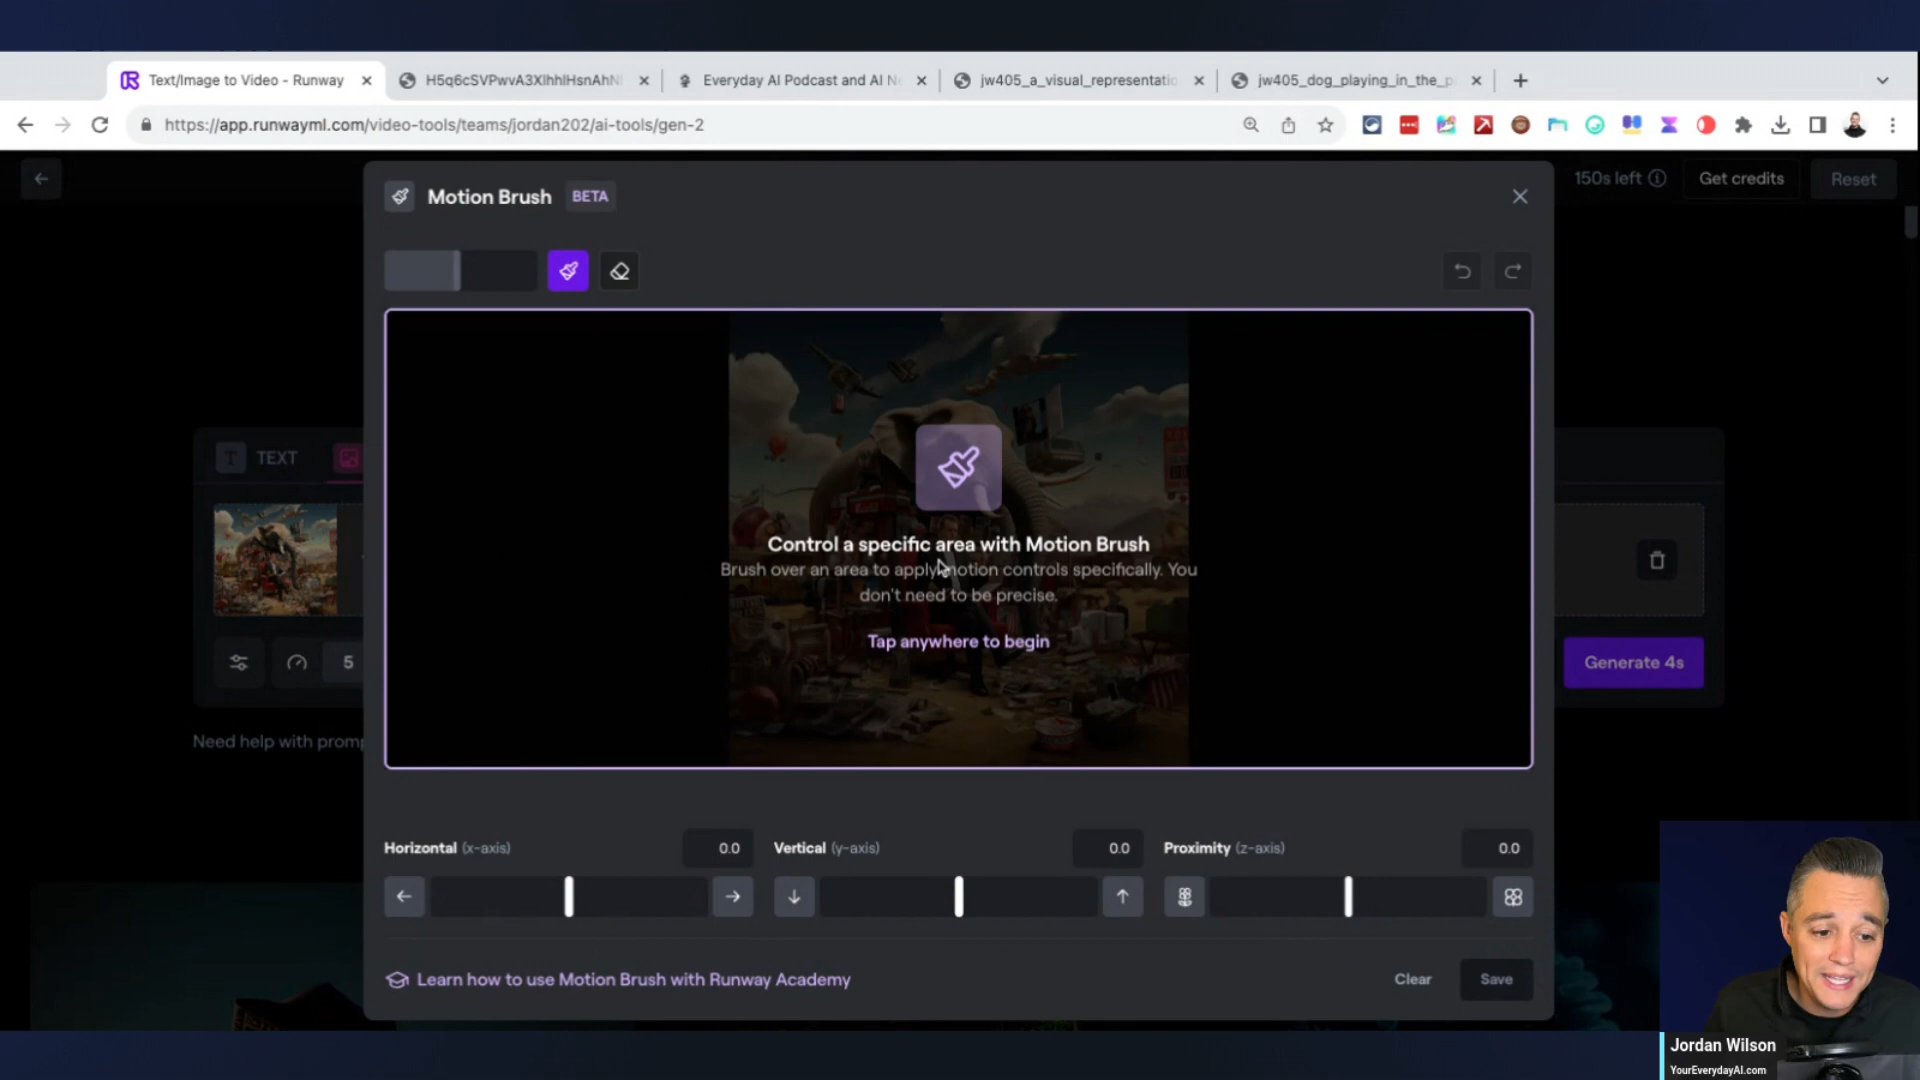 Text/Image to Video - Runway
H5q6cSVPwvA3XlhhlHsnAhN
Everyday AI Podcast and AI N
jw405_a_visual_representatio
jw405_dog_playing_in_the_p
https://app.runwayml.com/video-tools/teams/jordan202/ai-tools/gen-2
Motion Brush
BETA
150s left
Get credits
Reset
TEXT
Control a specific area with Motion Brush
Brush over an area to apply motion controls specifically. You
don't need to be precise.
Tap anywhere to begin
5
Generate 4s
Need help with promp
Horizontal (x-axis)
0.0
Vertical (y-axis)
0.0
Proximity (z-axis)
0.0
Learn how to use Motion Brush with Runway Academy
Clear
Save
Jordan Wilson
YourEverydayAI.com